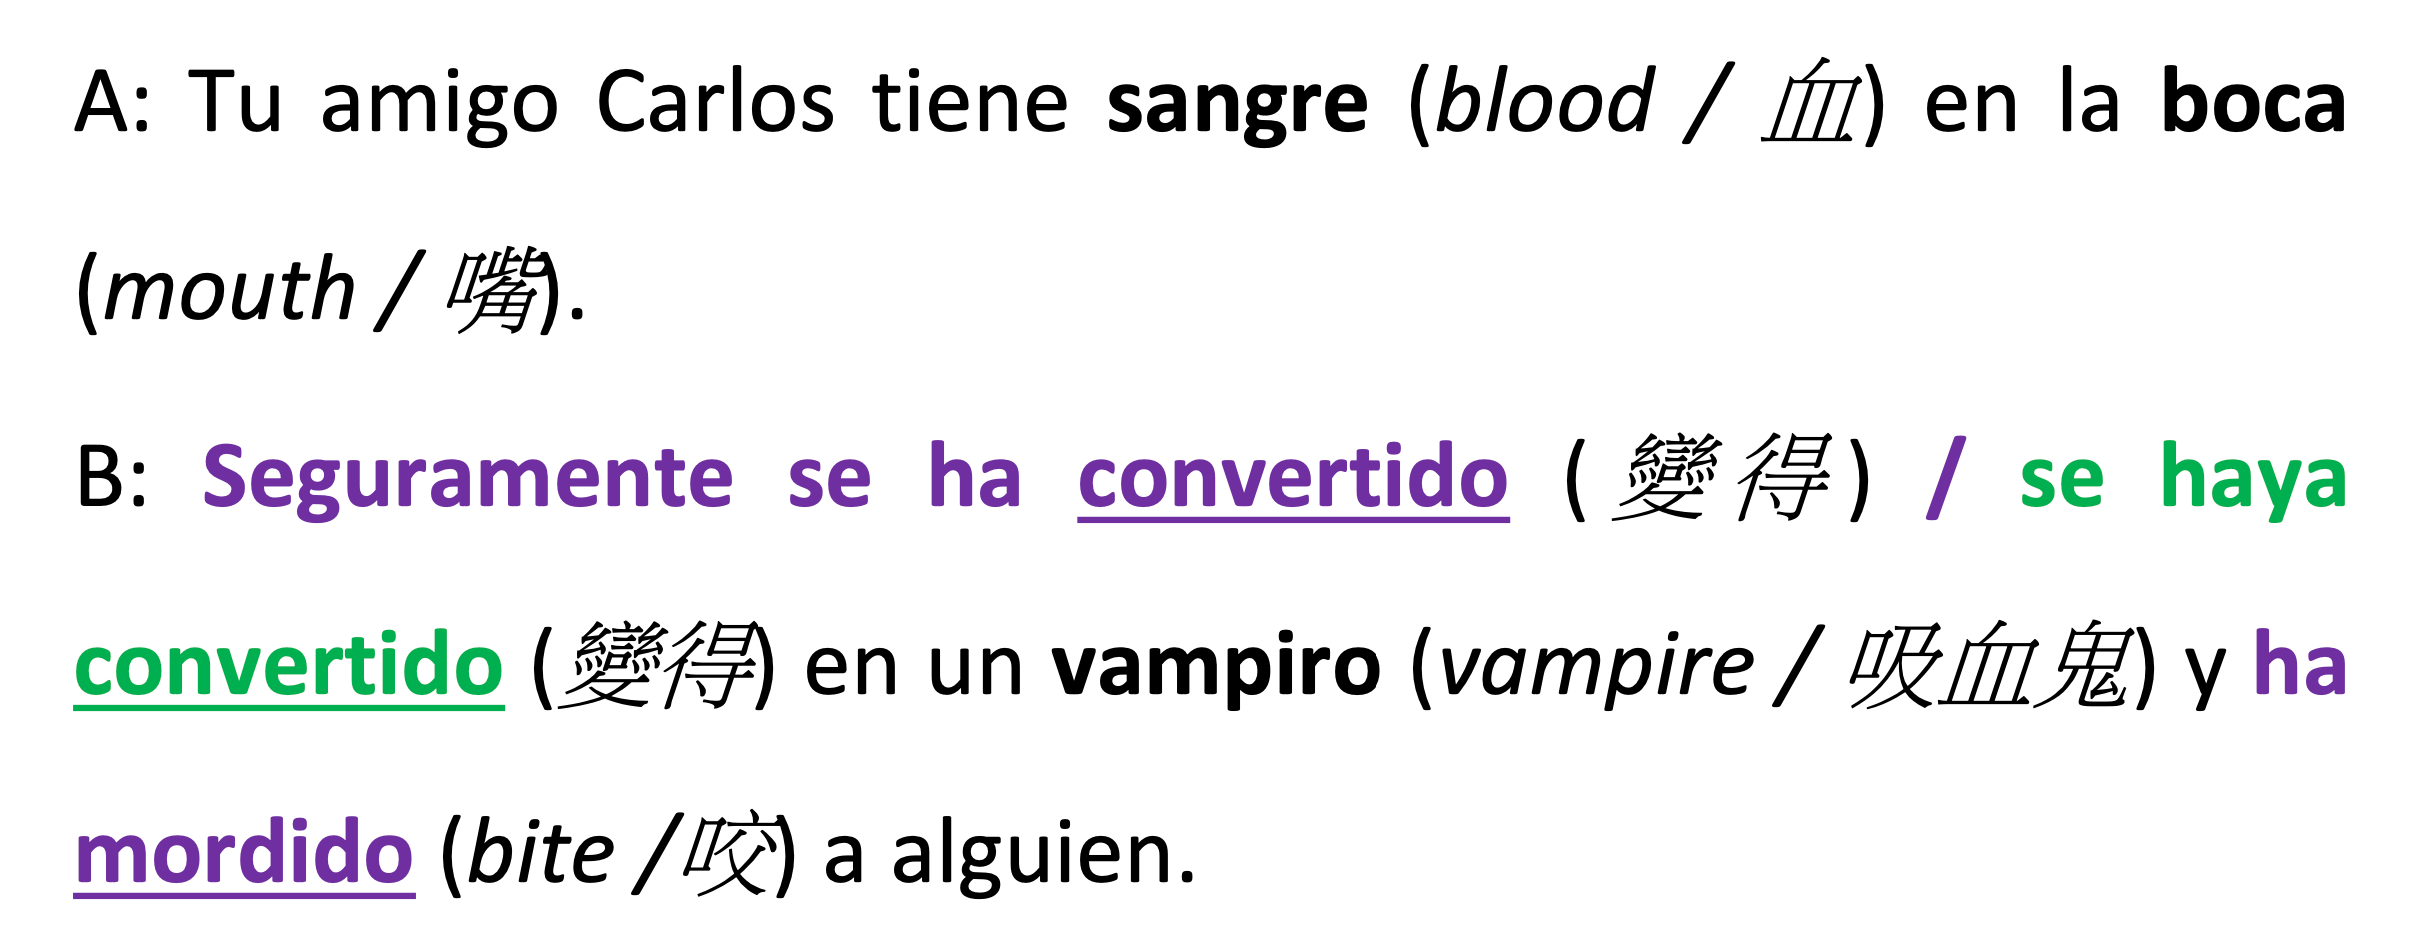 A: Tu amigo Carlos tiene sangre (blood / 血) en la boca
(mouth / 嘴).
B: Seguramente se ha convertido (變得) / se haya
convertido (變得) en un vampiro (vampire / 吸血鬼) y ha
mordido (bite /咬) a alguien.